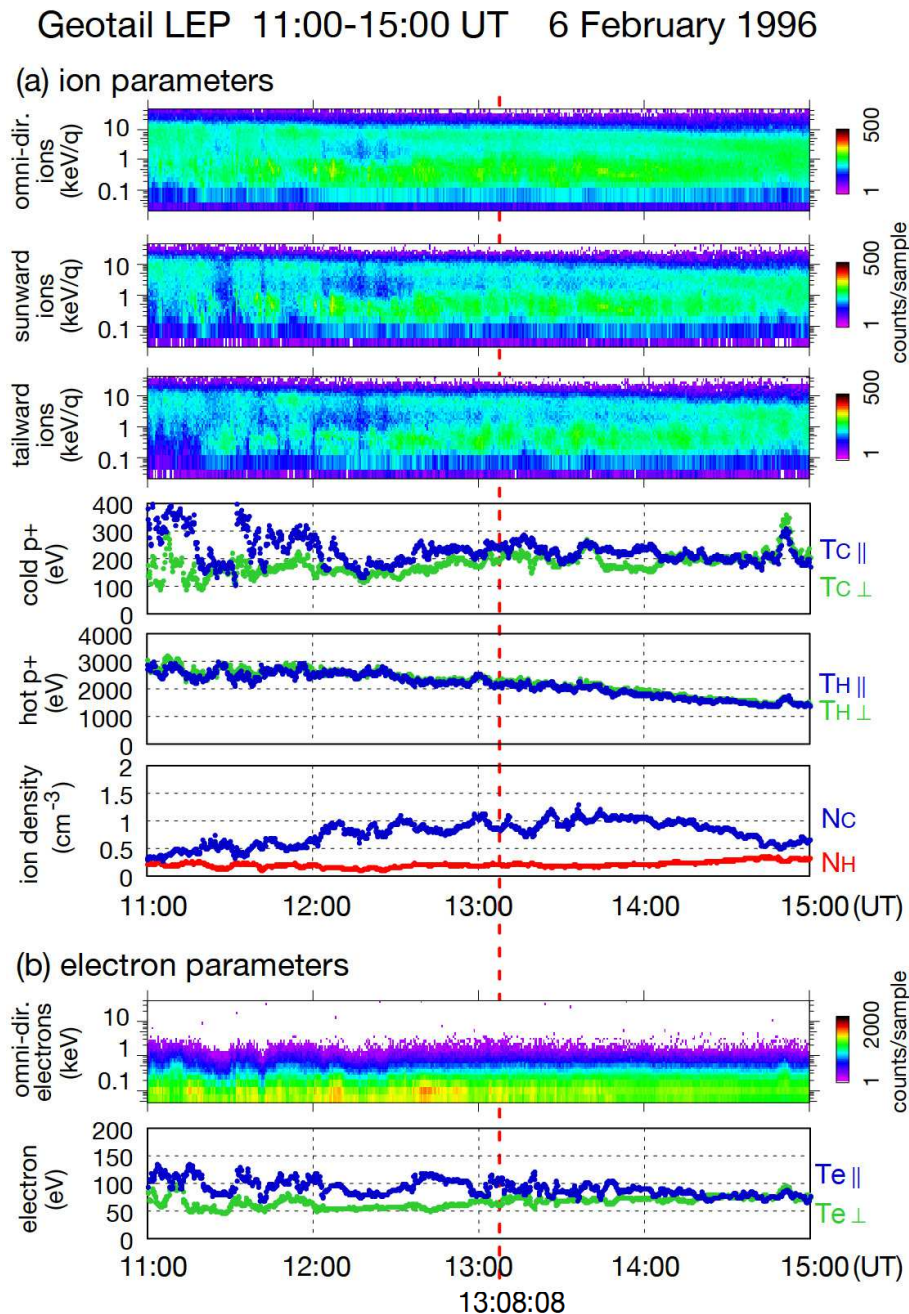 Geotail LEP 11:00-15:00 UT 6 February 1996
(a) ion parameters
omni-dir.
ions
(keV/q)
10
1
0.1
500
1
sunward
ions
(keV/q)
10
1
0.1
500
1
counts/sample
tailward
ions
(keV/q)
10
1
0.1
500
1
cold p+
(eV)
400
300
200
100
0
TC ||
TC ⊥
hot p+
(eV)
4000
3000
2000
1000
0
TH ||
TH ⊥
ion density
(cm⁻³)
2
1.5
1
0.5
0
NC
NH
11:00 12:00 13:00 14:00 15:00 (UT)
(b) electron parameters
omni-dir.
electrons
(keV)
10
1
0.1
2000
1
counts/sample
electron
(eV)
200
150
100
50
0
Te ||
Te ⊥
11:00 12:00 13:00 14:00 15:00 (UT)
13:08:08